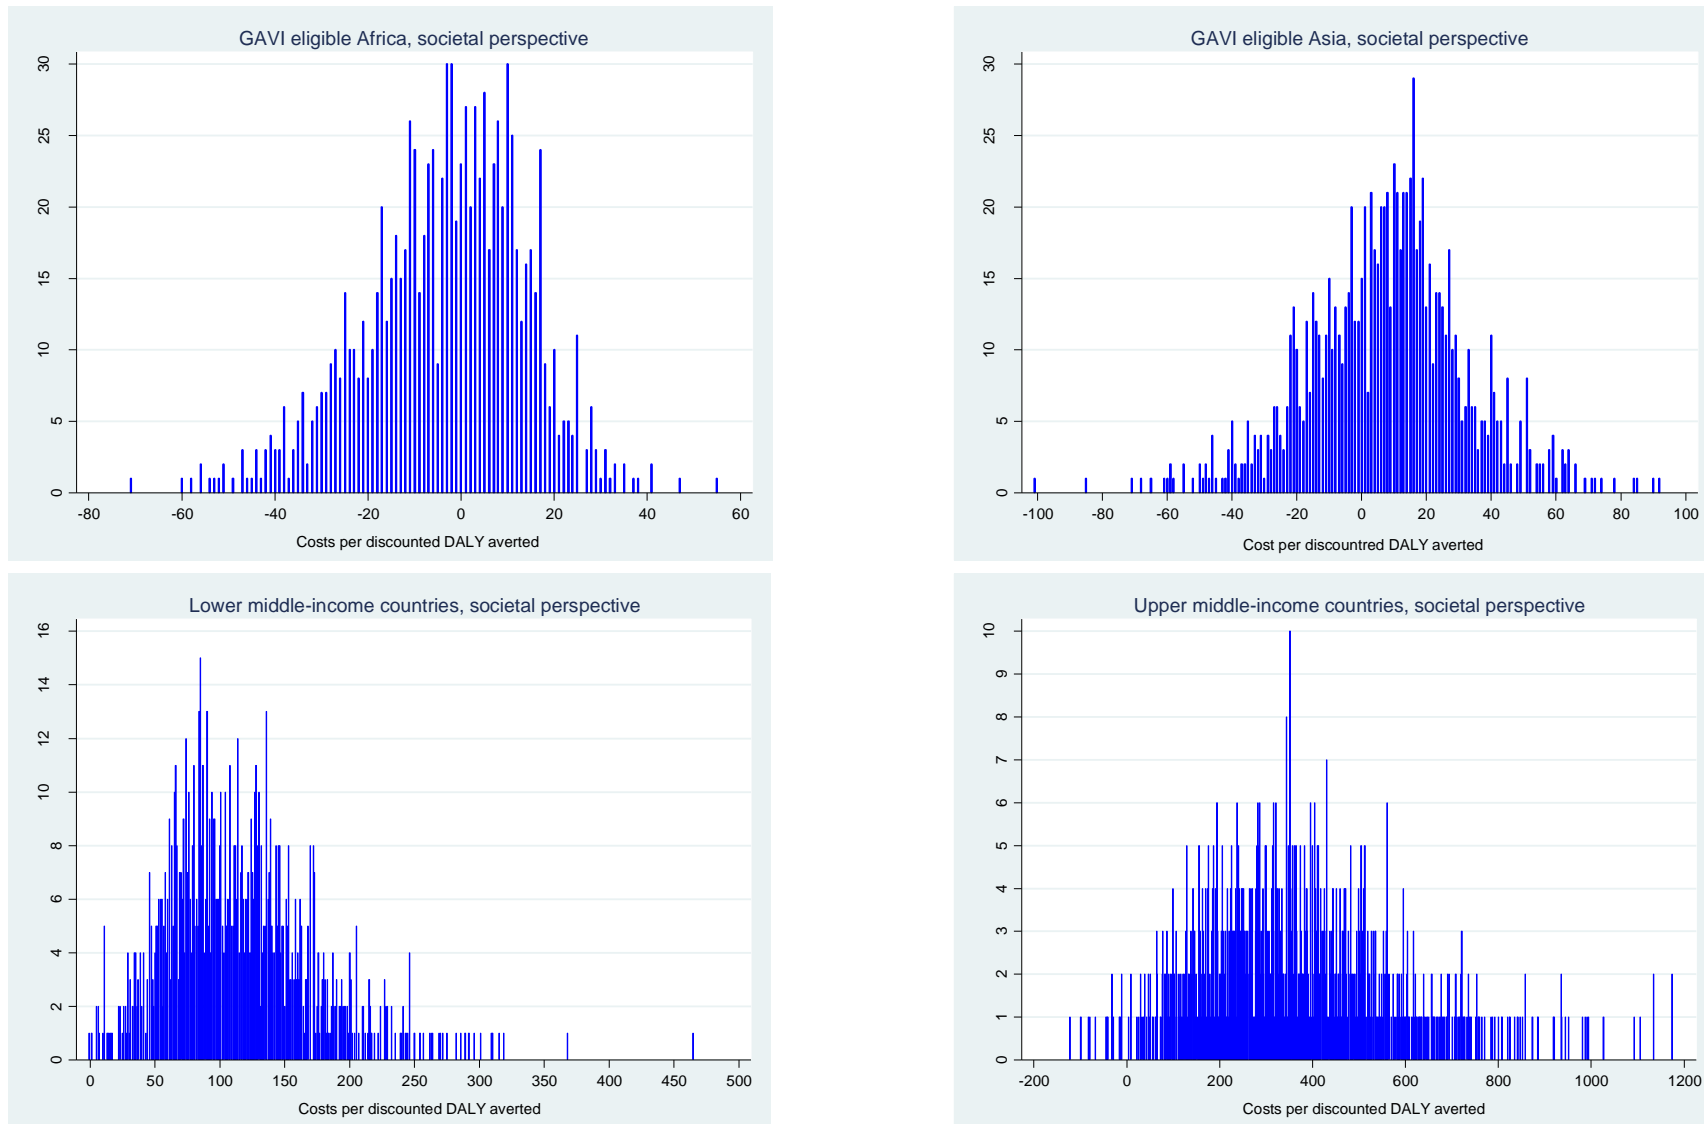 GAVI eligible Africa, societal perspective
30
25
20
15
10
5
0
-80 -60 -40 -20 0 20 40 60
Costs per discounted DALY averted
GAVI eligible Asia, societal perspective
30
25
20
15
10
5
0
-100 -80 -60 -40 -20 0 20 40 60 80 100
Cost per discountred DALY averted
Lower middle-income countries, societal perspective
16
14
12
10
8
6
4
2
0
0 50 100 150 200 250 300 350 400 450 500
Costs per discounted DALY averted
Upper middle-income countries, societal perspective
10
9
8
7
6
5
4
3
2
1
0
-200 0 200 400 600 800 1000 1200
Costs per discounted DALY averted